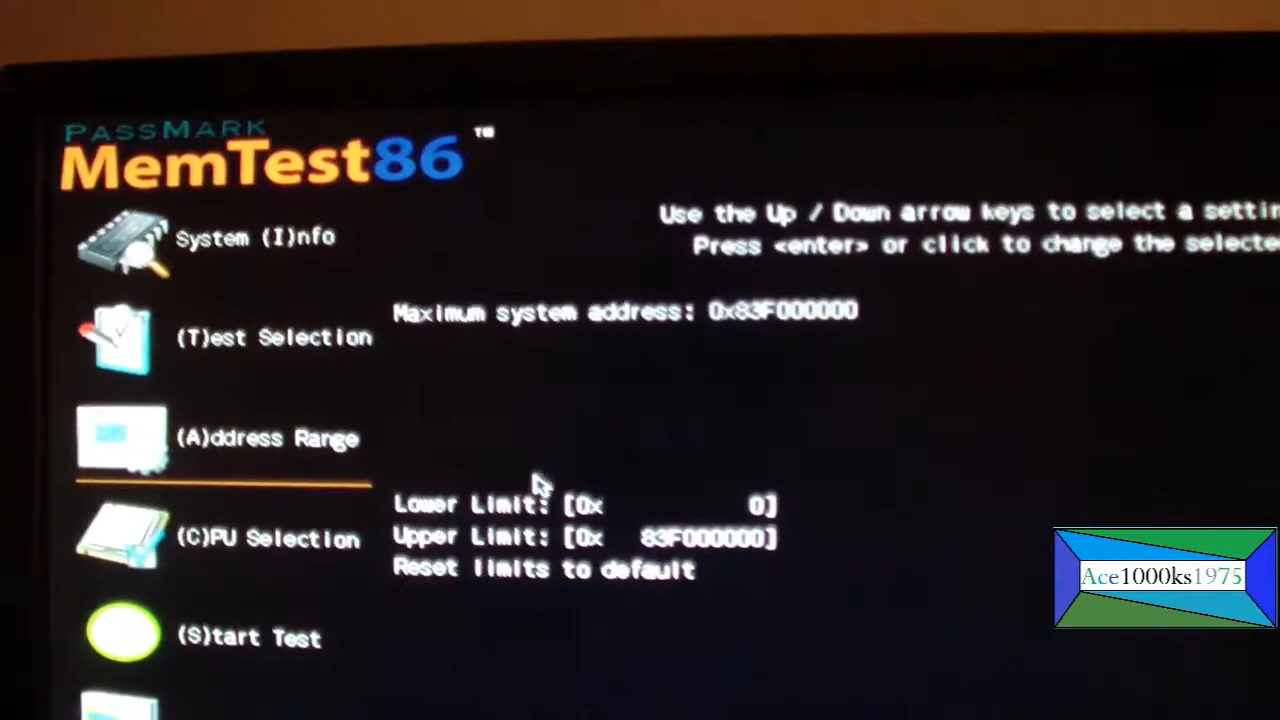 PASSMARK
MemTest86™
System (I)nfo
Use the Up / Down arrow keys to select a settin
Press <enter> or click to change the selecte
Maximum system address: 0x83F000000
(T)est Selection
(A)ddress Range
Lower Limit: [0x 0]
Upper Limit: [0x 83F000000]
Reset limits to default
(C)PU Selection
(S)tart Test
Ace1000ks1975